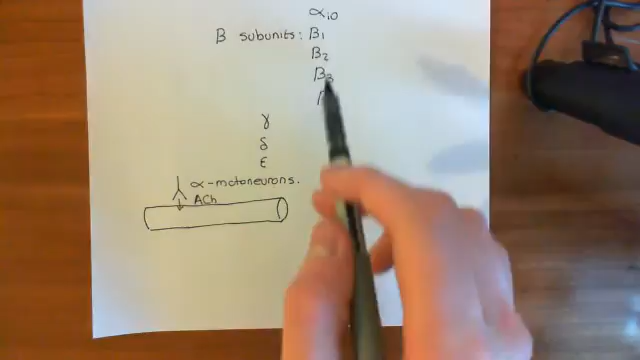 α10
β subunits: β1
β2
β3
γ
δ
ε
α-motoneurons.
ACh